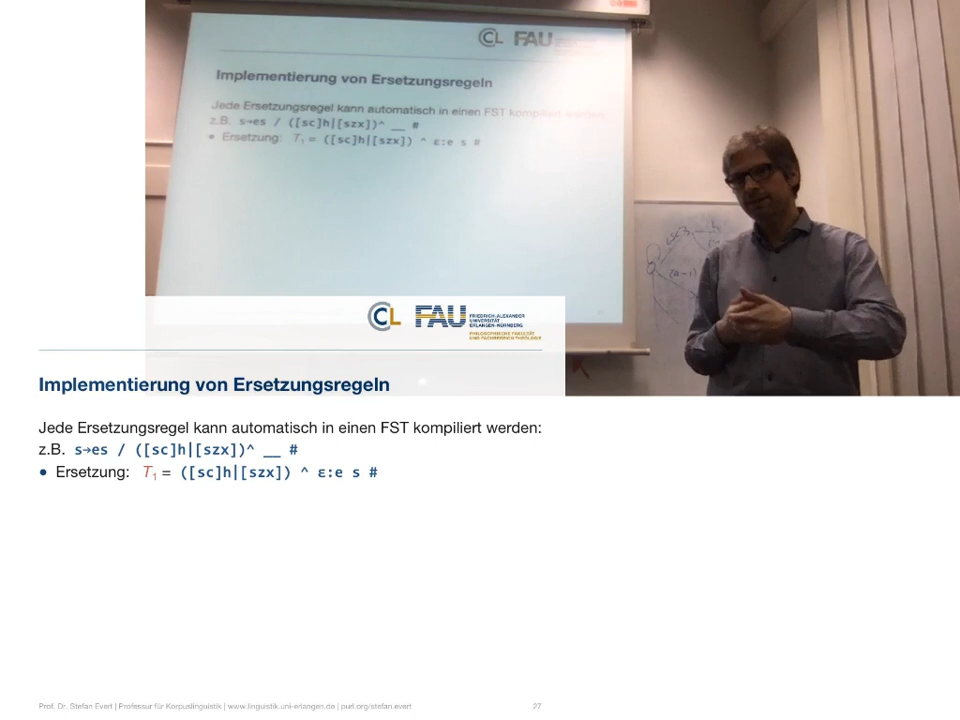 CL FAU
Implementierung von Ersetzungsregeln
Jede Ersetzungsregel kann automatisch in einen FST kompiliert
z.B. s→es / ([sc]h|[szx])^ __ #
• Ersetzung: T₁ = ([sc]h|[szx]) ^ ε:e s #
CL FAU FRIEDRICH-ALEXANDER
UNIVERSITÄT
ERLANGEN-NÜRNBERG
PHILOSOPHISCHE FAKULTÄT
UND FACHBEREICH THEOLOGIE
Implementierung von Ersetzungsregeln
Jede Ersetzungsregel kann automatisch in einen FST kompiliert werden:
z.B. s→es / ([sc]h|[szx])^ __ #
• Ersetzung: T₁ = ([sc]h|[szx]) ^ ε:e s #
Prof. Dr. Stefan Evert | Professur für Korpuslinguistik | www.linguistik.uni-erlangen.de | purl.org/stefan.evert 27